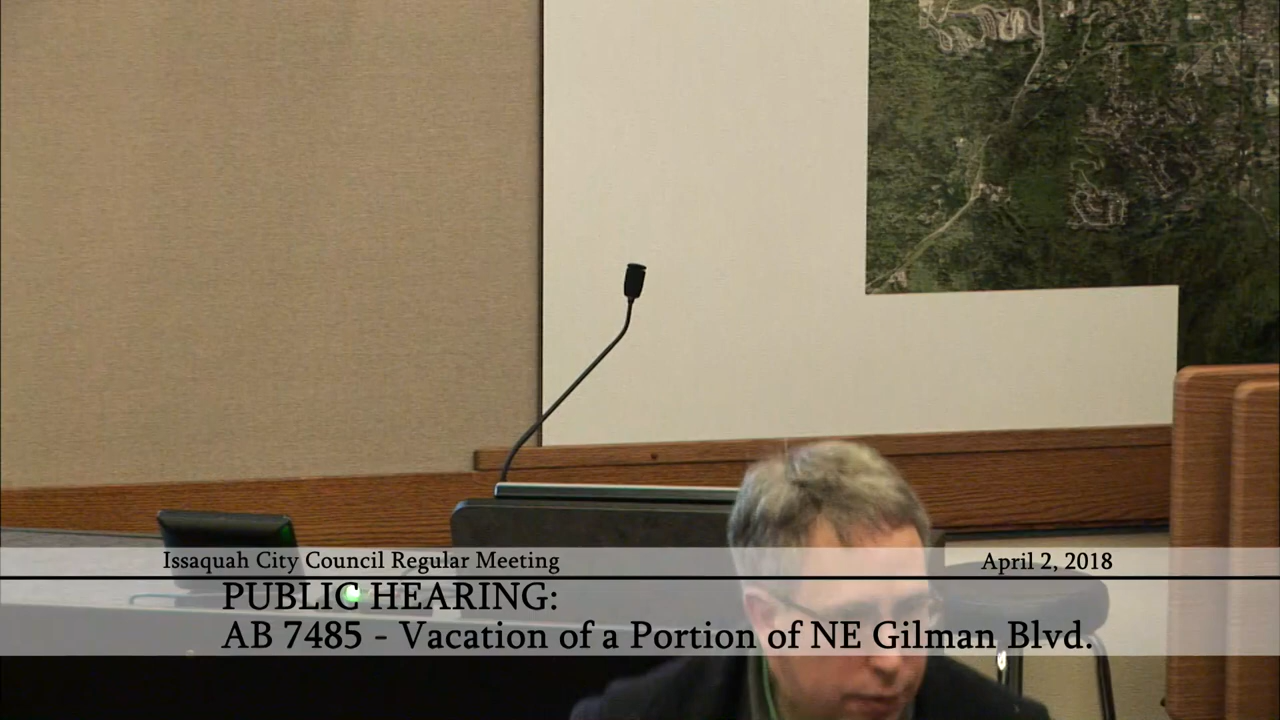 Issaquah City Council Regular Meeting
April 2, 2018
PUBLIC HEARING:
AB 7485 - Vacation of a Portion of NE Gilman Blvd.